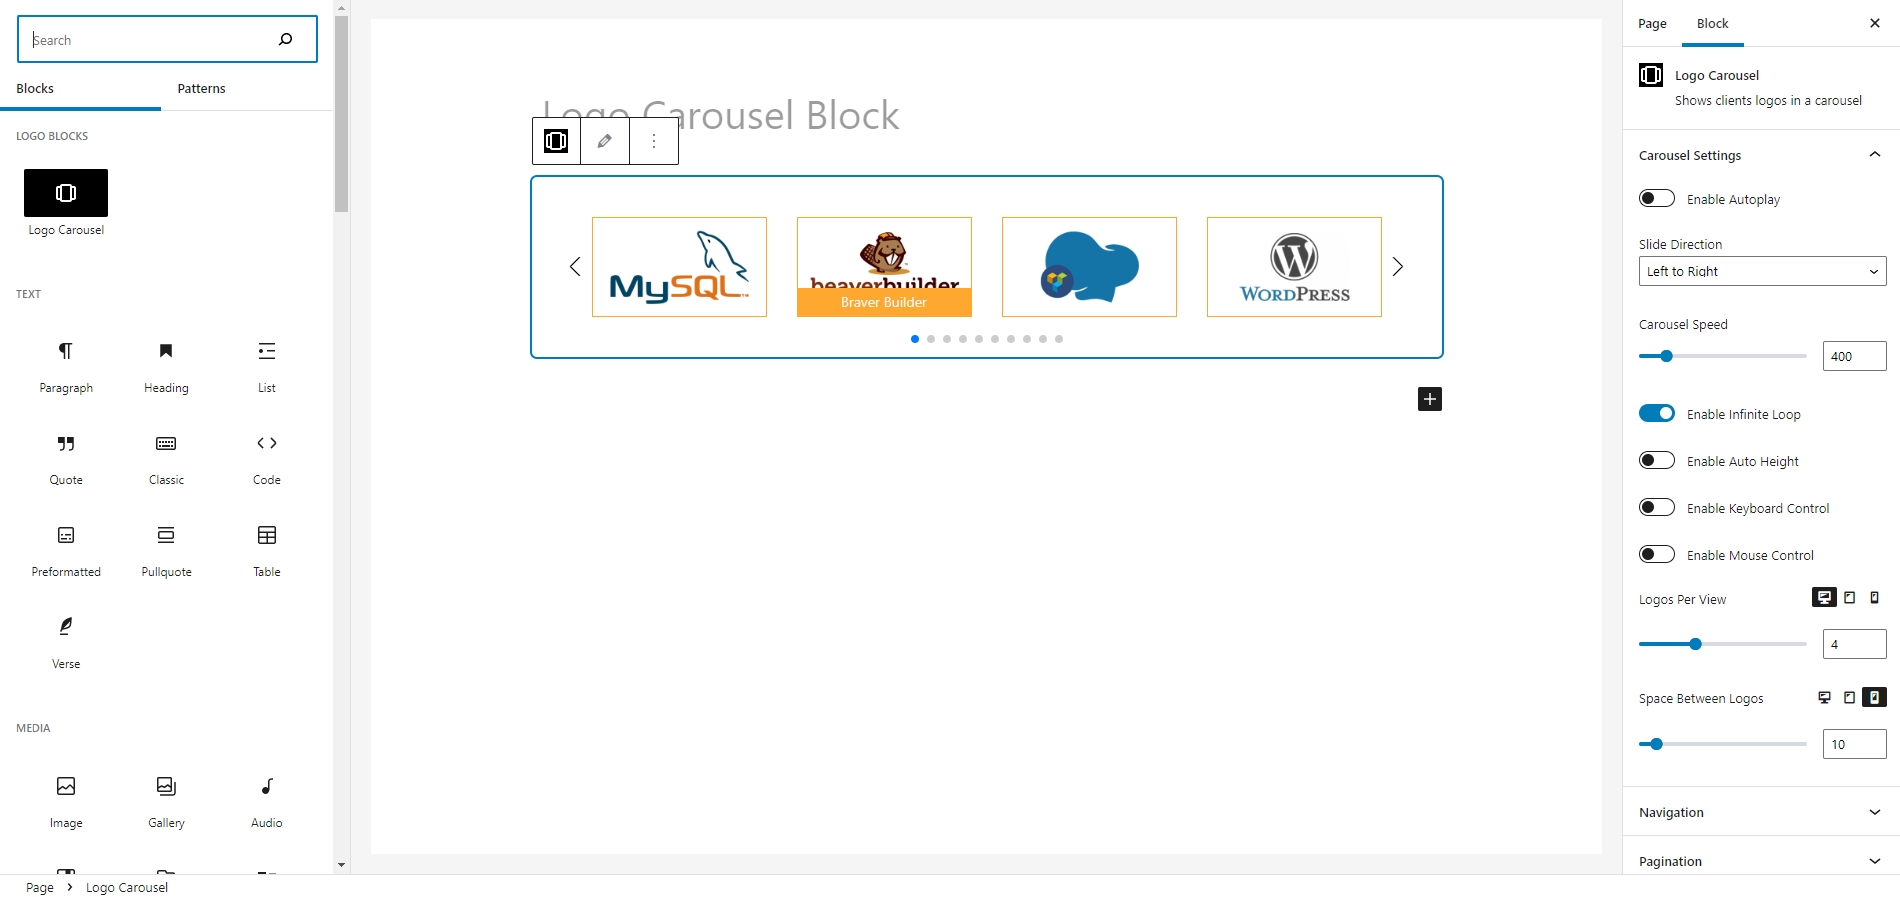 Search
Blocks
Patterns
LOGO BLOCKS
Logo Carousel
TEXT
Paragraph
Heading
List
Quote
Classic
Code
Preformatted
Pullquote
Table
Verse
MEDIA
Image
Gallery
Audio
Page
Logo Carousel
Logo Carousel Block
MySQL
beaverbuilder
Braver Builder
WORDPRESS
Page
Block
Logo Carousel
Shows clients logos in a carousel
Carousel Settings
Enable Autoplay
Slide Direction
Left to Right
Carousel Speed
400
Enable Infinite Loop
Enable Auto Height
Enable Keyboard Control
Enable Mouse Control
Logos Per View
4
Space Between Logos
10
Navigation
Pagination